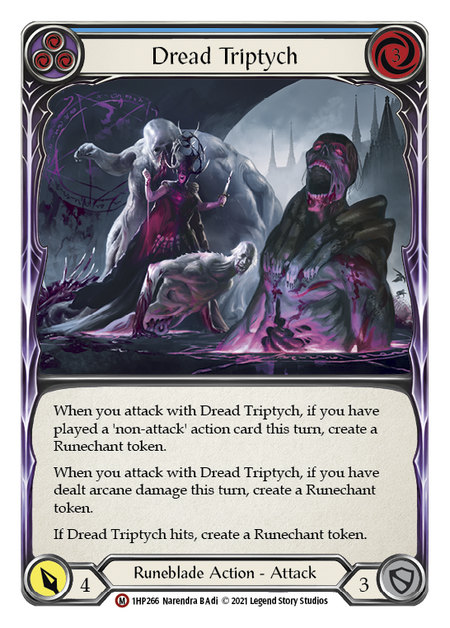 3
Dread Triptych
When you attack with Dread Triptych, if you have
played a 'non-attack' action card this turn, create a
Runechant token.
When you attack with Dread Triptych, if you have
dealt arcane damage this turn, create a Runechant
token.
If Dread Triptych hits, create a Runechant token.
4
Runeblade Action - Attack
3
M 1HP266 Narendra B Adi © 2021 Legend Story Studios